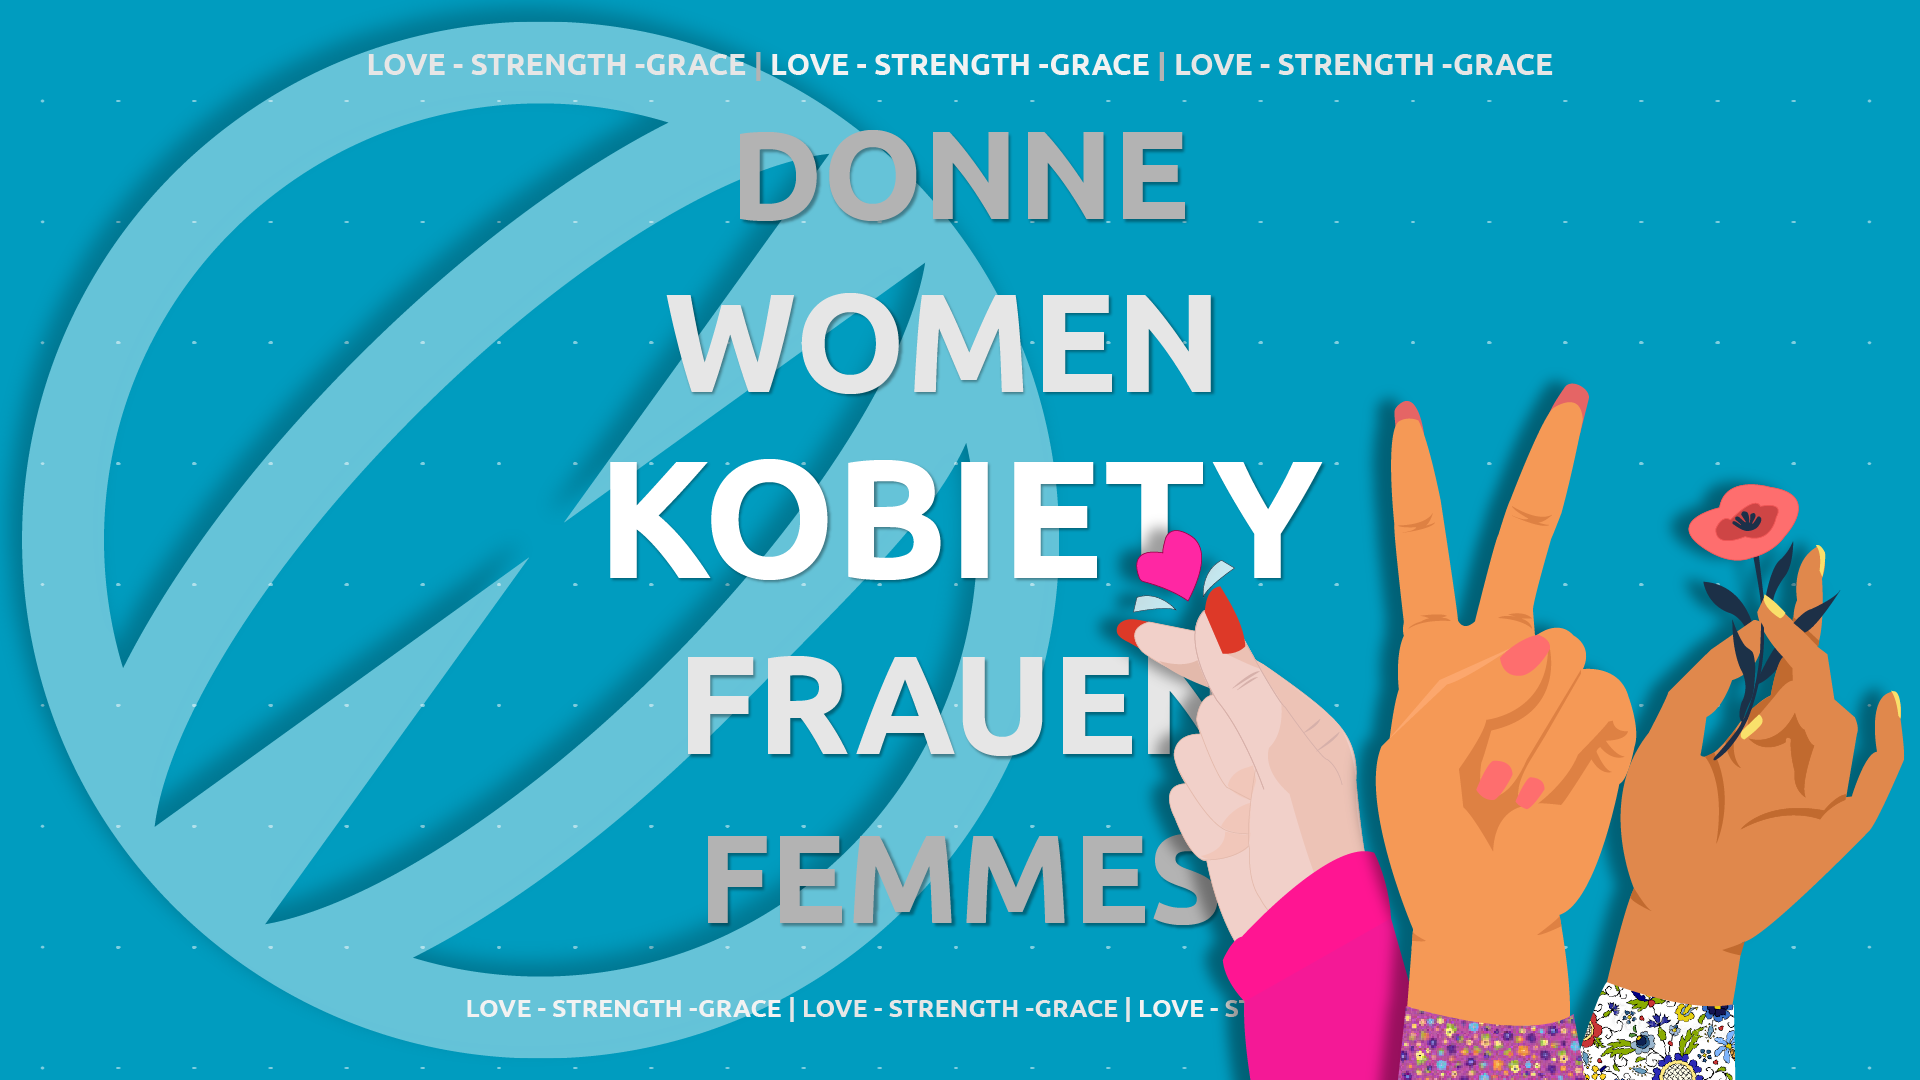 LOVE - STRENGTH -GRACE | LOVE - STRENGTH -GRACE | LOVE - STRENGTH -GRACE
DONNE
WOMEN
KOBIETY
FRAUEN
FEMMES
LOVE - STRENGTH -GRACE | LOVE - STRENGTH -GRACE | LOVE -